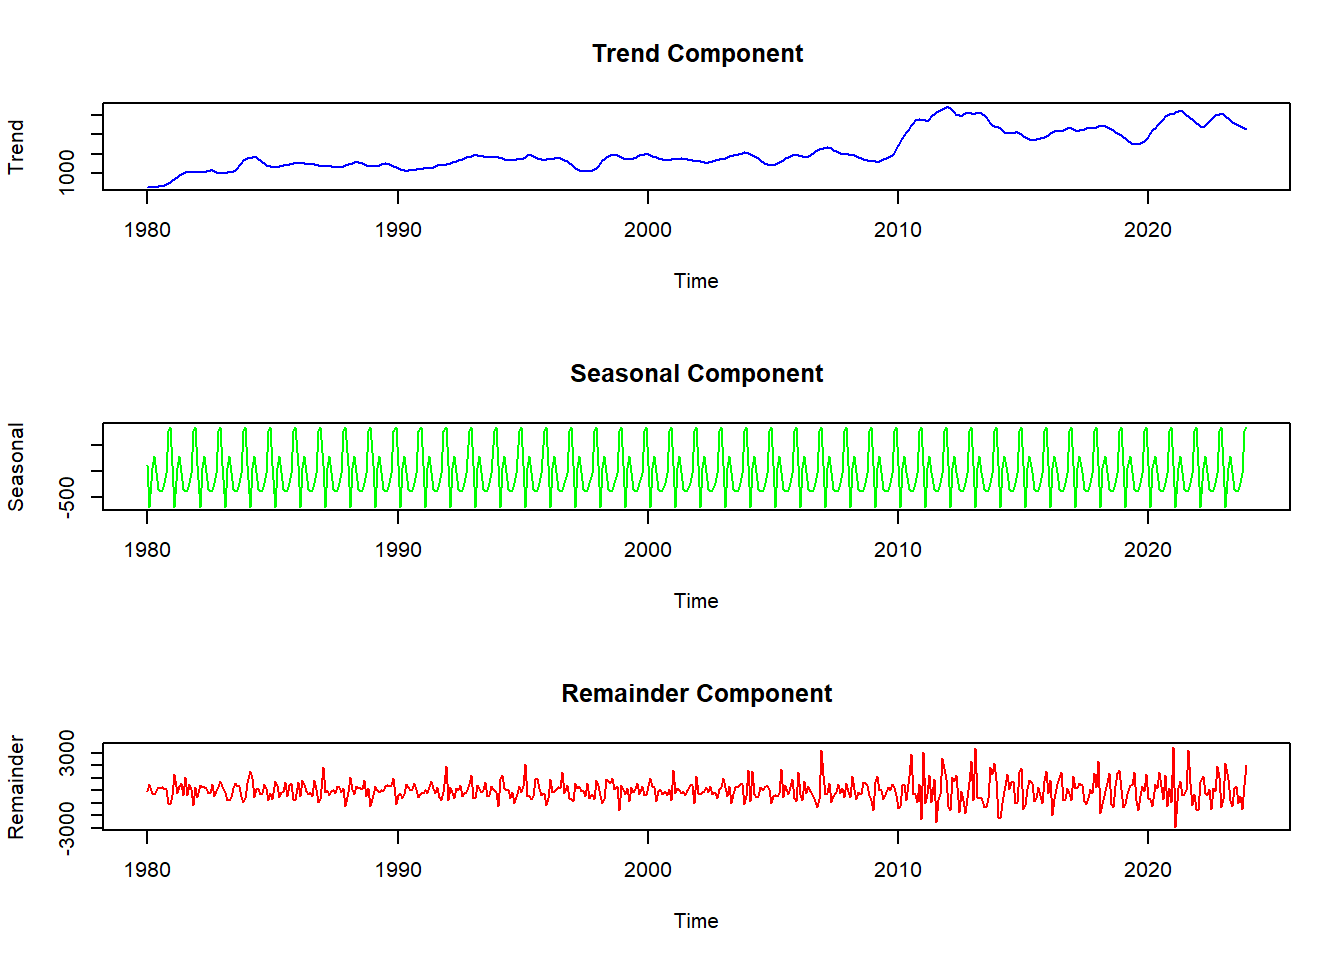 Trend Component
Trend
1000
1980 1990 2000 2010 2020
Time
Seasonal Component
Seasonal
-500
1980 1990 2000 2010 2020
Time
Remainder Component
Remainder
3000
-3000
1980 1990 2000 2010 2020
Time